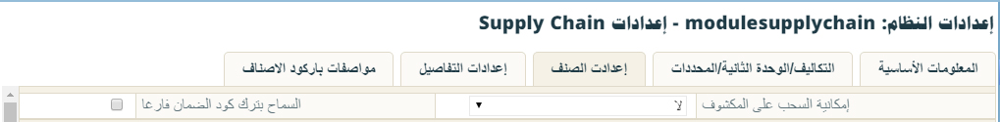 إعدادات النظام: modulesupplychain - إعدادات Supply Chain
المعلومات الأساسية التكاليف/الوحدة الثانية/المحددات إعدادت الصنف إعدادات التفاصيل مواصفات باركود الاصناف
إمكانية السحب على المكشوف لا السماح بترك كود الضمان فارغا